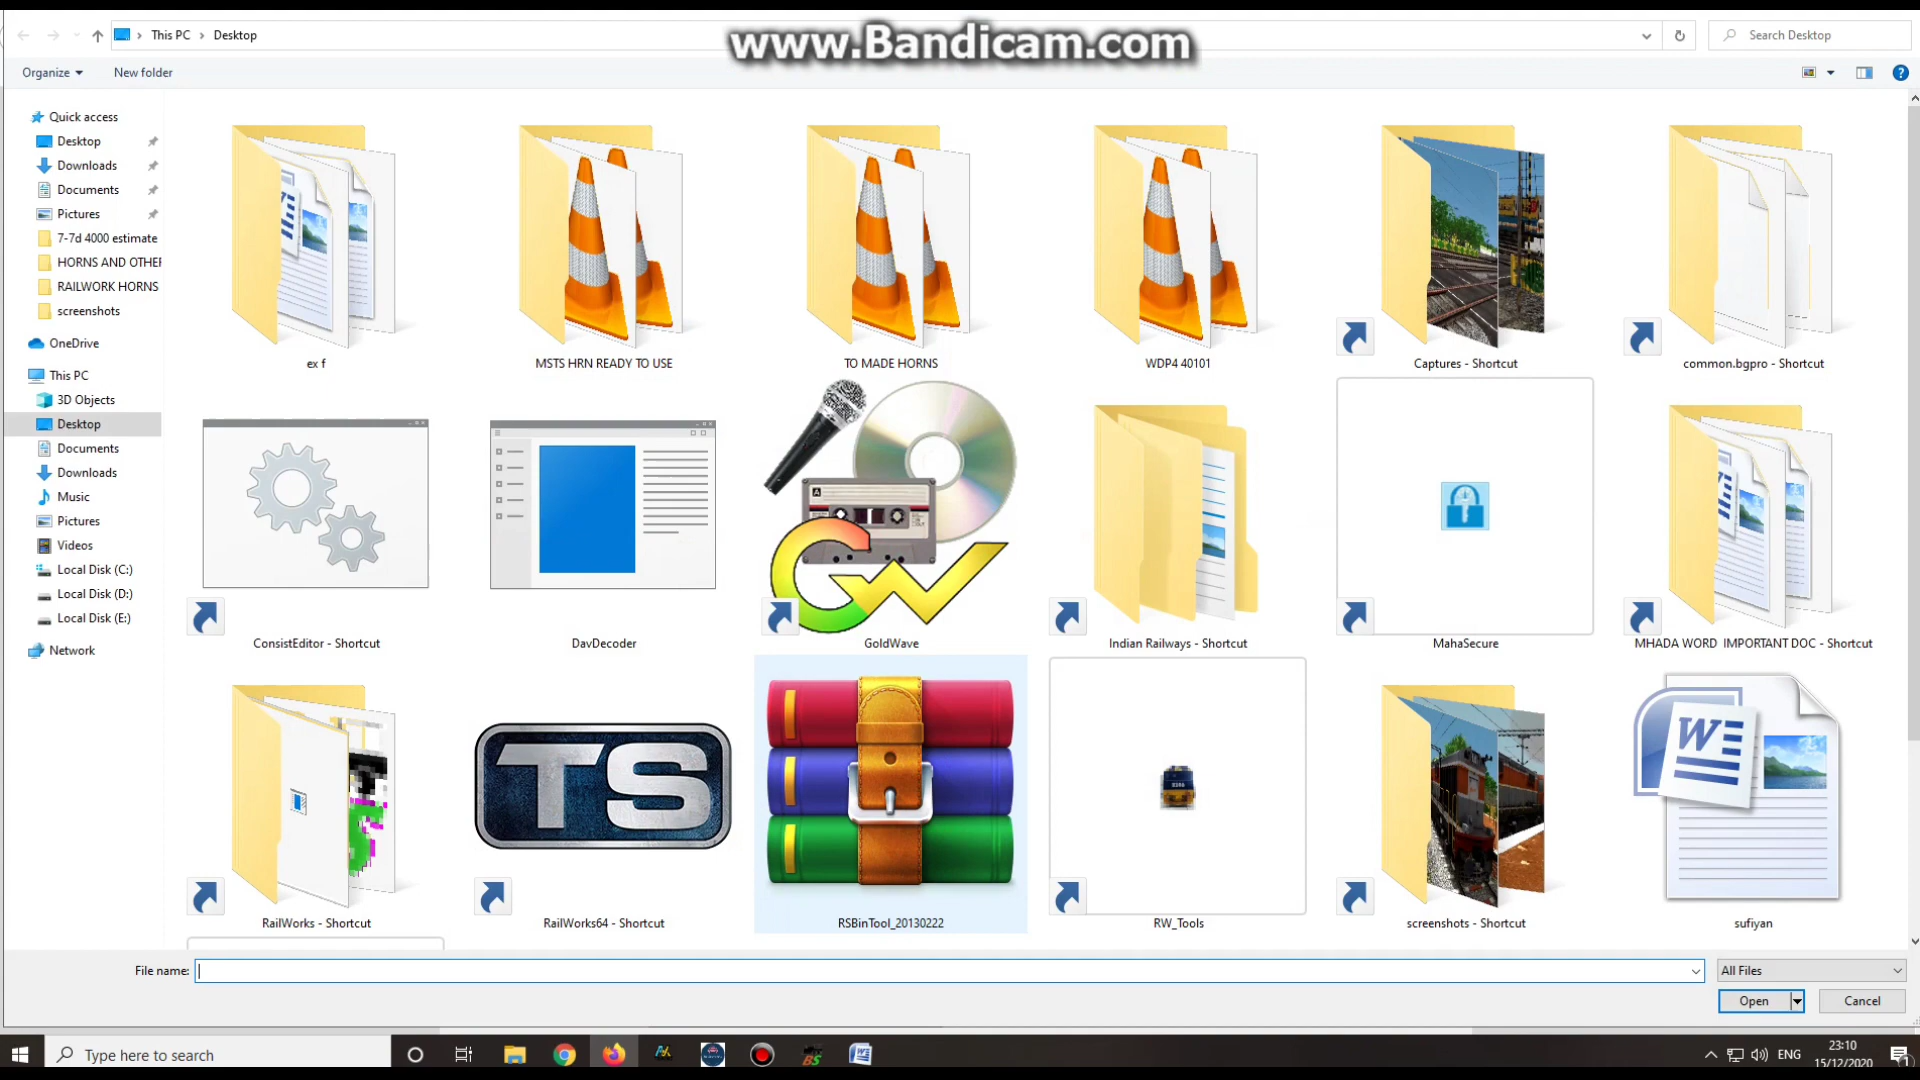 This PC > Desktop
www.Bandicam.com
Search Desktop
Organize
New folder
Quick access
Desktop
Downloads
Documents
Pictures
7-7d 4000 estimate
HORNS AND OTHER
RAILWORK HORNS
screenshots
OneDrive
This PC
3D Objects
Desktop
Documents
Downloads
Music
Pictures
Videos
Local Disk (C:)
Local Disk (D:)
Local Disk (E:)
Network
ex f
MSTS HRN READY TO USE
TO MADE HORNS
WDP4 40101
Captures - Shortcut
common.bgpro - Shortcut
ConsistEditor - Shortcut
DavDecoder
GoldWave
Indian Railways - Shortcut
MahaSecure
MHADA WORD IMPORTANT DOC - Shortcut
TS
W
RailWorks - Shortcut
RailWorks64 - Shortcut
RSBinTool_20130222
RW_Tools
screenshots - Shortcut
sufiyan
File name:
All Files
Open
Cancel
Type here to search
ENG
23:10
15/12/2020